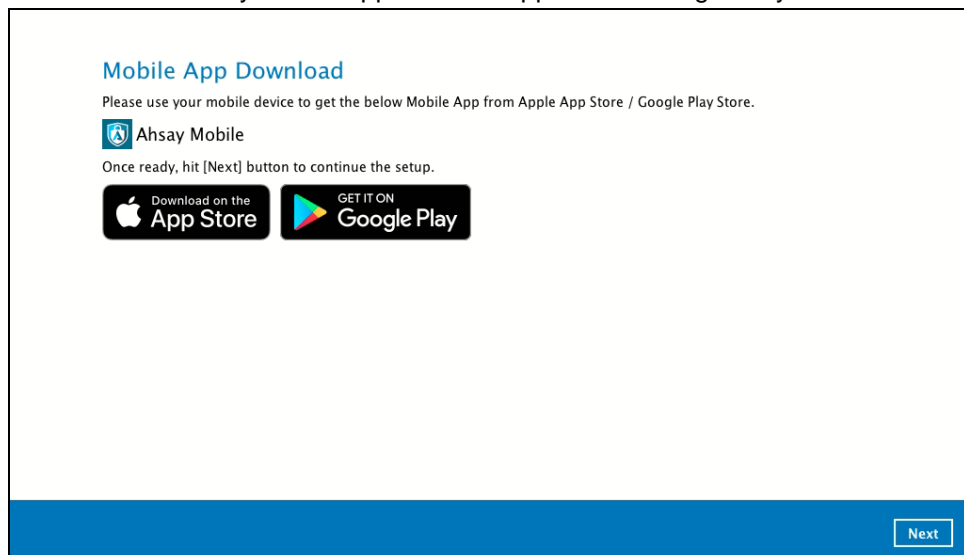 Mobile App Download
Please use your mobile device to get the below Mobile App from Apple App Store / Google Play Store.
Ahsay Mobile
Once ready, hit [Next] button to continue the setup.
Download on the
App Store
GET IT ON
Google Play
Next